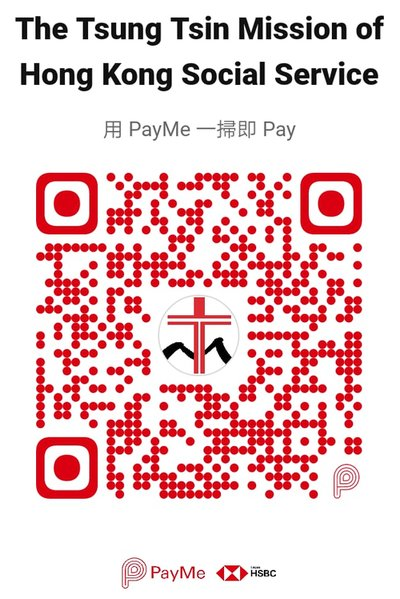 The Tsung Tsin Mission of
Hong Kong Social Service
用 PayMe 一掃即 Pay
PayMe HSBC